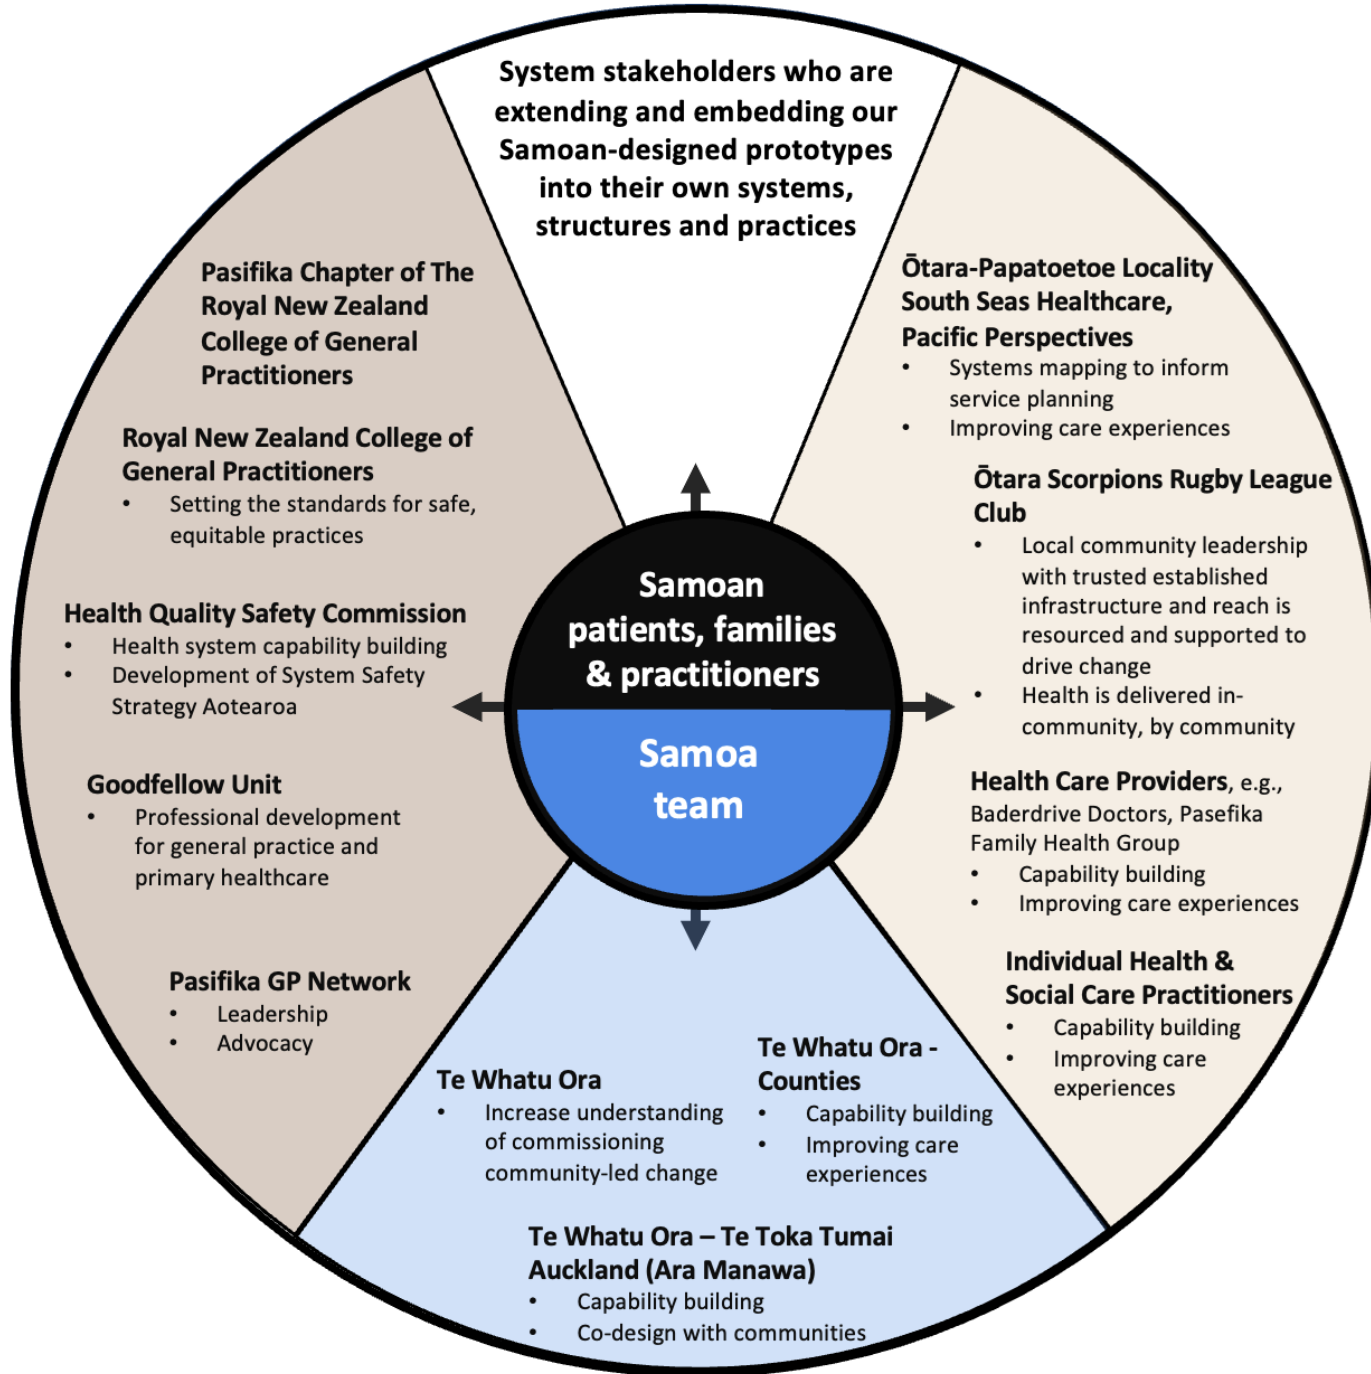 System stakeholders who are
extending and embedding our
Samoan-designed prototypes
into their own systems,
structures and practices
Pasifika Chapter of The
Royal New Zealand
College of General
Practitioners
Royal New Zealand College of
General Practitioners
• Setting the standards for safe,
equitable practices
Health Quality Safety Commission
• Health system capability building
• Development of System Safety
Strategy Aotearoa
Goodfellow Unit
• Professional development
for general practice and
primary healthcare
Pasifika GP Network
• Leadership
• Advocacy
Samoan
patients, families
& practitioners
Samoa
team
Ōtara-Papatoetoe Locality
South Seas Healthcare,
Pacific Perspectives
• Systems mapping to inform
service planning
• Improving care experiences
Ōtara Scorpions Rugby League
Club
• Local community leadership
with trusted established
infrastructure and reach is
resourced and supported to
drive change
• Health is delivered in-
community, by community
Health Care Providers, e.g.,
Baderdrive Doctors, Pasefika
Family Health Group
• Capability building
• Improving care experiences
Individual Health &
Social Care Practitioners
• Capability building
• Improving care
experiences
Te Whatu Ora
• Increase understanding
of commissioning
community-led change
Te Whatu Ora -
Counties
• Capability building
• Improving care
experiences
Te Whatu Ora – Te Toka Tumai
Auckland (Ara Manawa)
• Capability building
• Co-design with communities